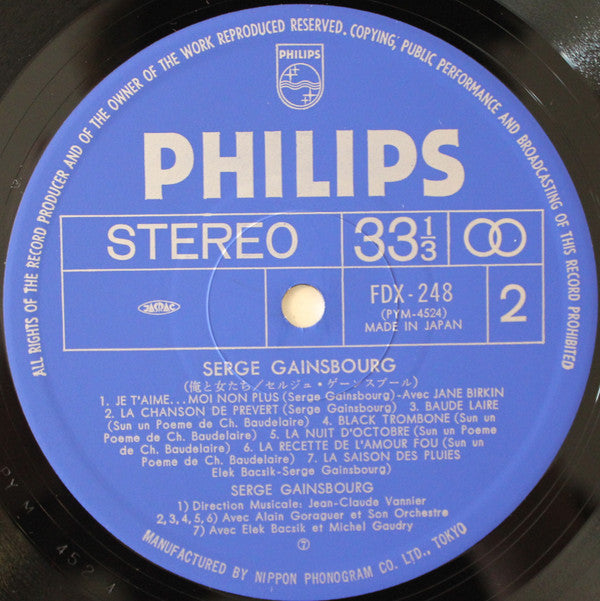 ALL RIGHTS OF THE RECORD PRODUCER AND OF THE OWNER OF THE WORK REPRODUCED RESERVED. COPYING, PUBLIC PERFORMANCE AND BROADCASTING OF THIS RECORD PROHIBITED
PHILIPS
PHILIPS
STEREO
33 1/3
JASRAC
FDX-248
(PYM-4524)
MADE IN JAPAN
2
SERGE GAINSBOURG
(俺と女たち/セルジュ・ゲーンスブール)
1. JE T'AIME...MOI NON PLUS (Serge Gainsbourg)-Avec JANE BIRKIN
2. LA CHANSON DE PREVERT (Serge Gainsbourg) 3. BAUDE LAIRE
(Sun un Poeme de Ch. Baudelaire) 4. BLACK TROMBONE (Sun un
Poeme de Ch. Baudelaire) 5. LA NUIT D'OCTOBRE (Sun un Poeme
de Ch. Baudelaire) 6. LA RECETTE DE L'AMOUR FOU (Sun un
Poeme de Ch. Baudelaire) 7. LA SAISON DES PLUIES
Elek Bacsik-Serge Gainsbourg)
SERGE GAINSBOURG
1) Direction Musicale: Jean-Claude Vannier
2,3,4,5,6) Avec Alain Goraguer et Son Orchestre
7) Avec Elek Bacsik et Michel Gaudry
⑦
MANUFACTURED BY NIPPON PHONOGRAM CO. LTD., TOKYO